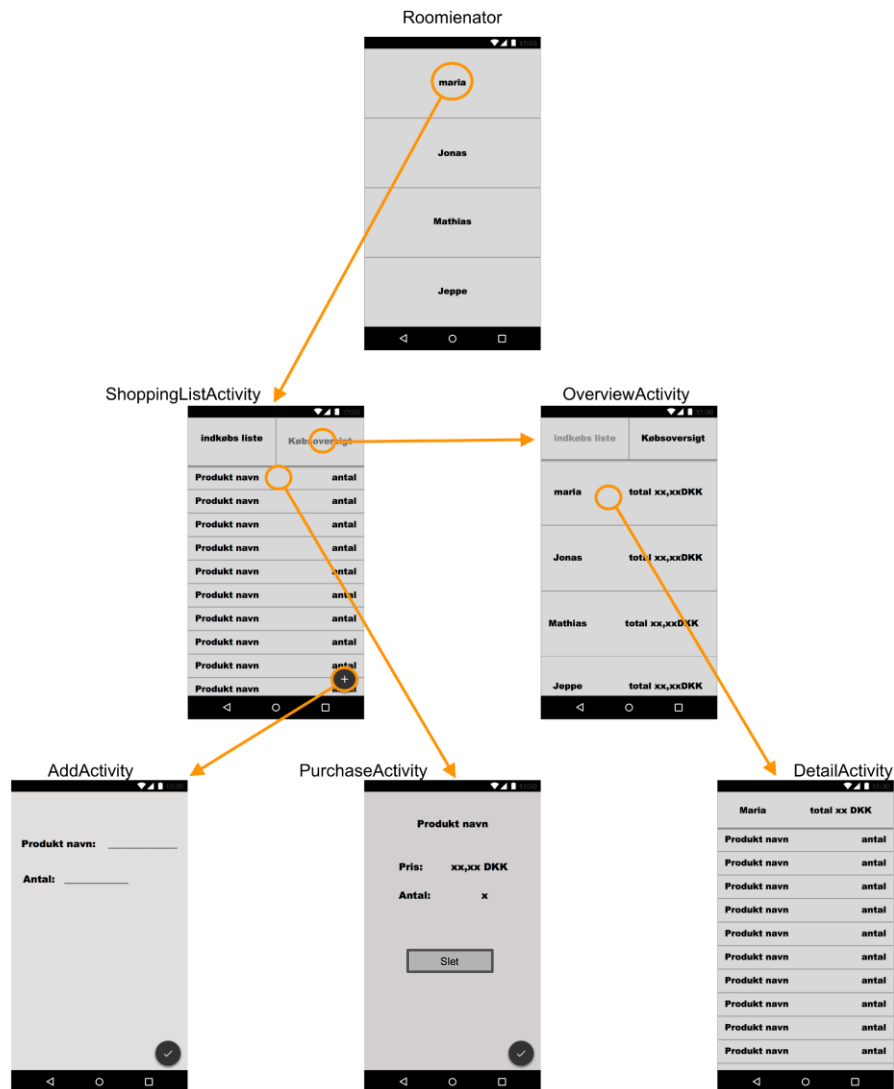 Roomienator
maria
Jonas
Mathias
Jeppe
ShoppingListActivity
indkøbs liste Købsoversigt
Produkt navn antal
Produkt navn antal
Produkt navn antal
Produkt navn antal
Produkt navn antal
Produkt navn antal
Produkt navn antal
Produkt navn antal
Produkt navn antal
Produkt navn antal
OverviewActivity
indkøbs liste Købsoversigt
maria total xx,xxDKK
Jonas total xx,xxDKK
Mathias total xx,xxDKK
Jeppe total xx,xxDKK
AddActivity
Produkt navn:
Antal:
PurchaseActivity
Produkt navn
Pris: xx,xx DKK
Antal: x
Slet
DetailActivity
Maria total xx DKK
Produkt navn antal
Produkt navn antal
Produkt navn antal
Produkt navn antal
Produkt navn antal
Produkt navn antal
Produkt navn antal
Produkt navn antal
Produkt navn antal
Produkt navn antal